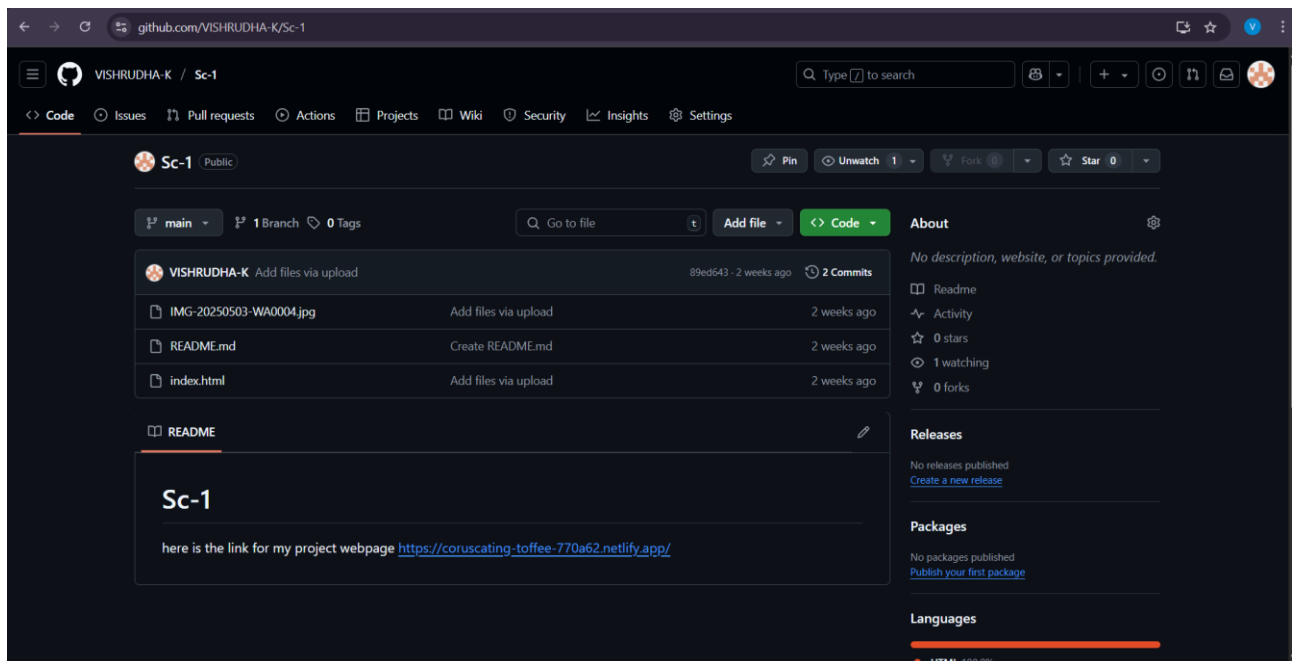 github.com/VISHRUDHA-K/Sc-1
V
VISHRUDHA-K / Sc-1
Type / to search
Code Issues Pull requests Actions Projects Wiki Security Insights Settings
Sc-1 Public
Pin Unwatch 1 Fork 0 Star 0
main 1 Branch 0 Tags
Go to file t Add file Code
VISHRUDHA-K Add files via upload 89ed643 · 2 weeks ago 2 Commits
IMG-20250503-WA0004.jpg Add files via upload 2 weeks ago
README.md Create README.md 2 weeks ago
index.html Add files via upload 2 weeks ago
README
Sc-1
here is the link for my project webpage https://coruscating-toffee-770a62.netlify.app/
About
No description, website, or topics provided.
Readme
Activity
0 stars
1 watching
0 forks
Releases
No releases published
Create a new release
Packages
No packages published
Publish your first package
Languages